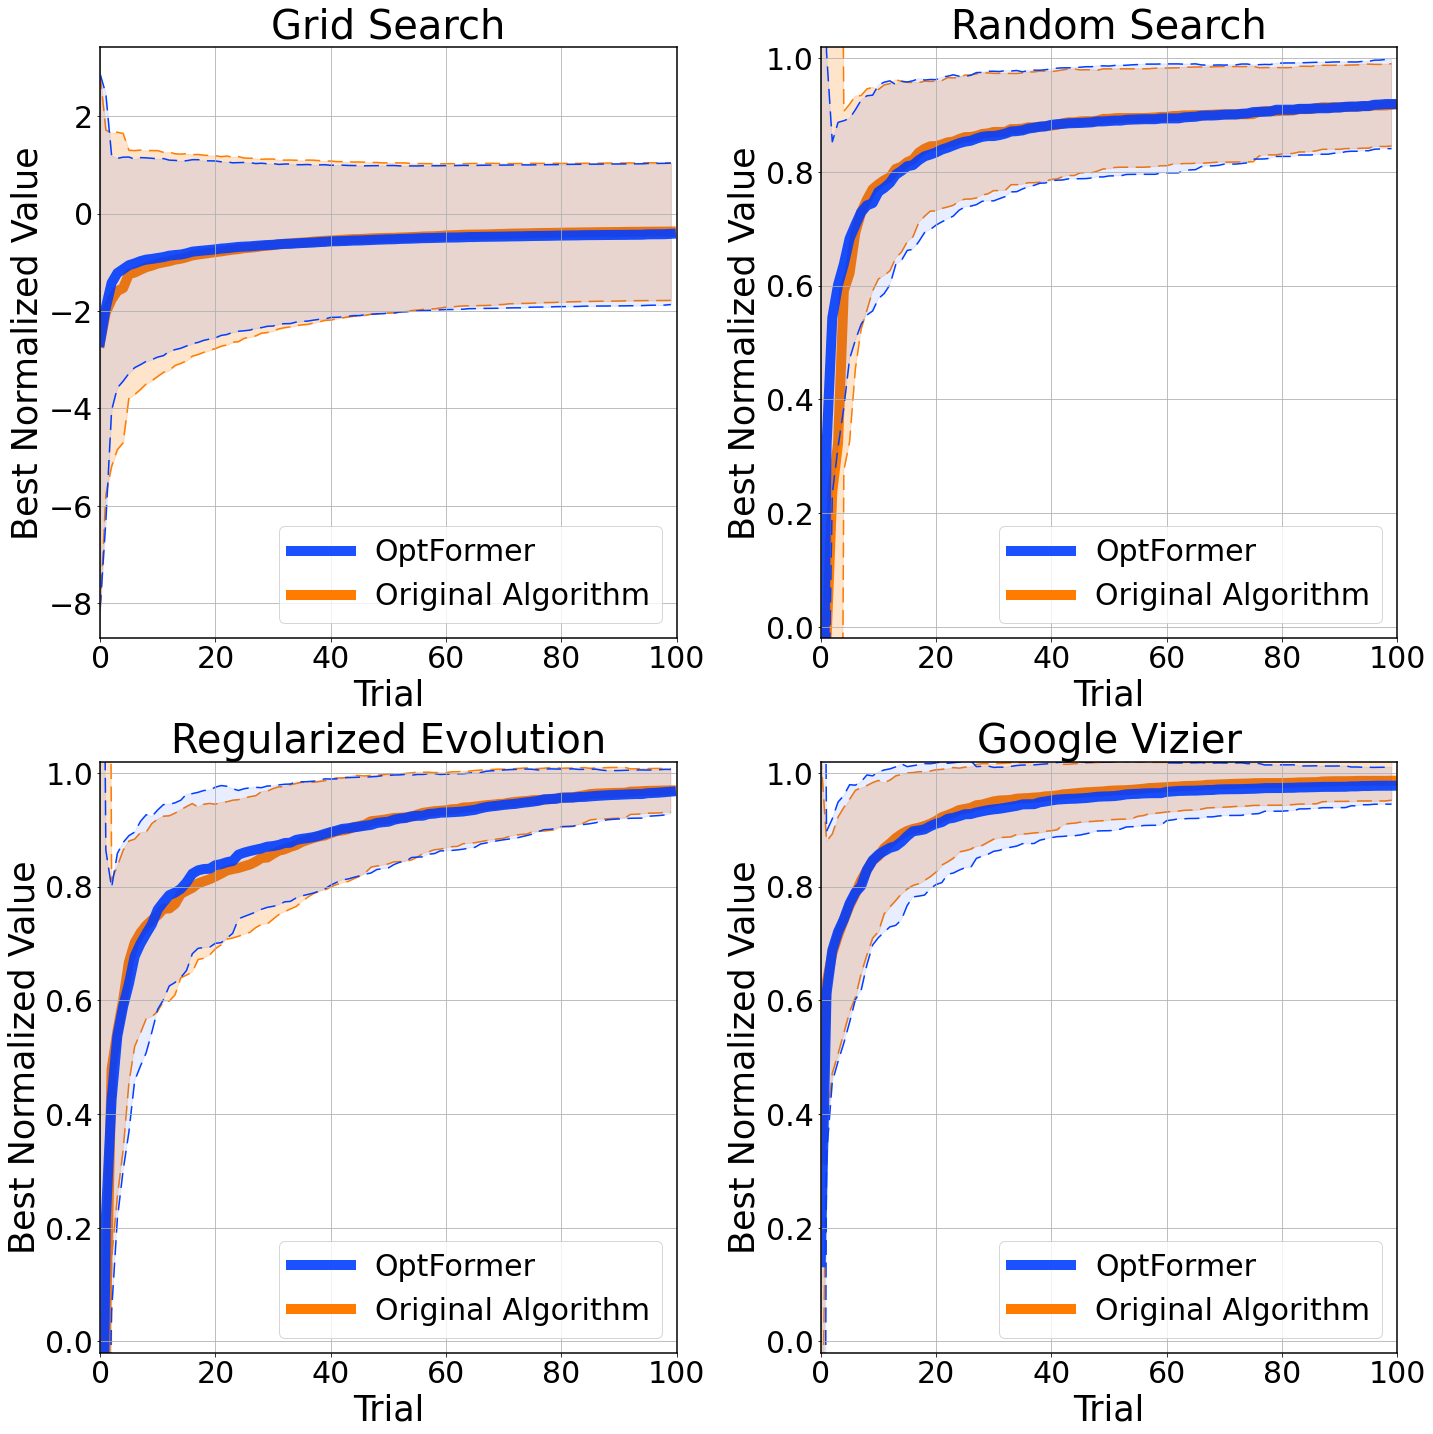 Grid Search
Best Normalized Value
2
0
−2
−4
−6
−8
OptFormer
Original Algorithm
0 20 40 60 80 100
Trial
Random Search
Best Normalized Value
1.0
0.8
0.6
0.4
0.2
0.0
OptFormer
Original Algorithm
0 20 40 60 80 100
Trial
Regularized Evolution
Best Normalized Value
1.0
0.8
0.6
0.4
0.2
0.0
OptFormer
Original Algorithm
0 20 40 60 80 100
Trial
Google Vizier
Best Normalized Value
1.0
0.8
0.6
0.4
0.2
0.0
OptFormer
Original Algorithm
0 20 40 60 80 100
Trial